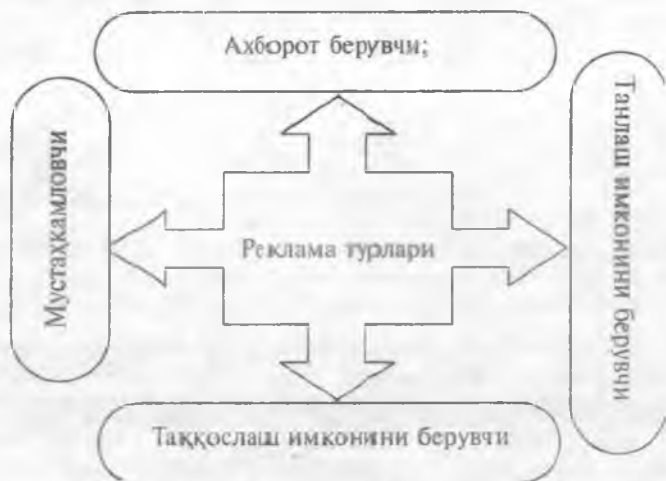 Ахборот берувчи;
Мустаҳкамловчи
Танлаш имконини берувчи
Реклама турлари
Таққослаш имконини берувчи